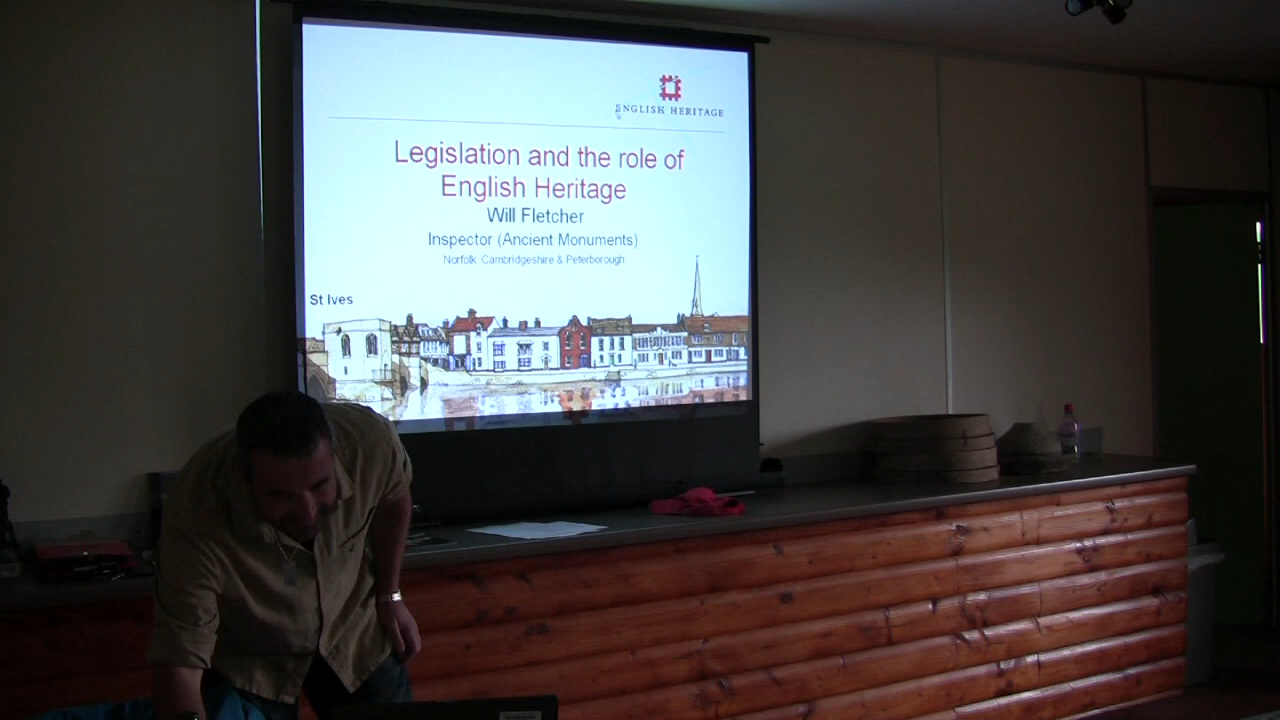 ENGLISH HERITAGE
Legislation and the role of
English Heritage
Will Fletcher
Inspector (Ancient Monuments)
Norfolk Cambridgeshire & Peterborough
St Ives